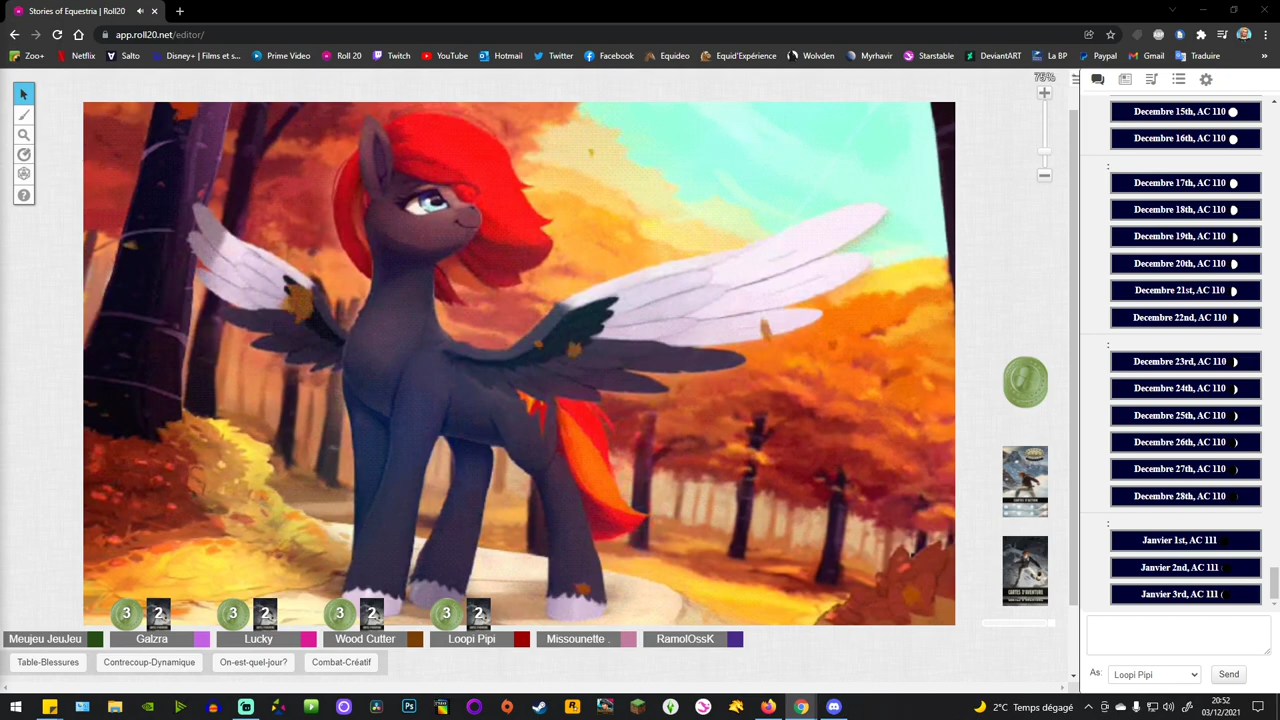 Stories of Equestria | Roll20
app.roll20.net/editor/
Zoo+
Netflix
Salto
Disney+ | Films et s...
Prime Video
Roll 20
Twitch
YouTube
Hotmail
Twitter
Facebook
Equideo
Equid'Expérience
Wolvden
Myrhavir
Starstable
DeviantART
La BP
Paypal
Gmail
Traduire
»
75%
Decembre 15th, AC 110
Decembre 16th, AC 110
:
Decembre 17th, AC 110
Decembre 18th, AC 110
Decembre 19th, AC 110
Decembre 20th, AC 110
Decembre 21st, AC 110
Decembre 22nd, AC 110
:
Decembre 23rd, AC 110
Decembre 24th, AC 110
Decembre 25th, AC 110
Decembre 26th, AC 110
Decembre 27th, AC 110
Decembre 28th, AC 110
:
Janvier 1st, AC 111
Janvier 2nd, AC 111
Janvier 3rd, AC 111
3 2 3 2 3 2 3 2
Meujeu JeuJeu
Galzra
Lucky
Wood Cutter
Loopi Pipi
Missounette .
RamolOssK
Table-Blessures
Contrecoup-Dynamique
On-est-quel-jour?
Combat-Créatif
CARTES D'AVENTURE
As:
Loopi Pipi
Send
2°C Temps dégagé
20:52
03/12/2021